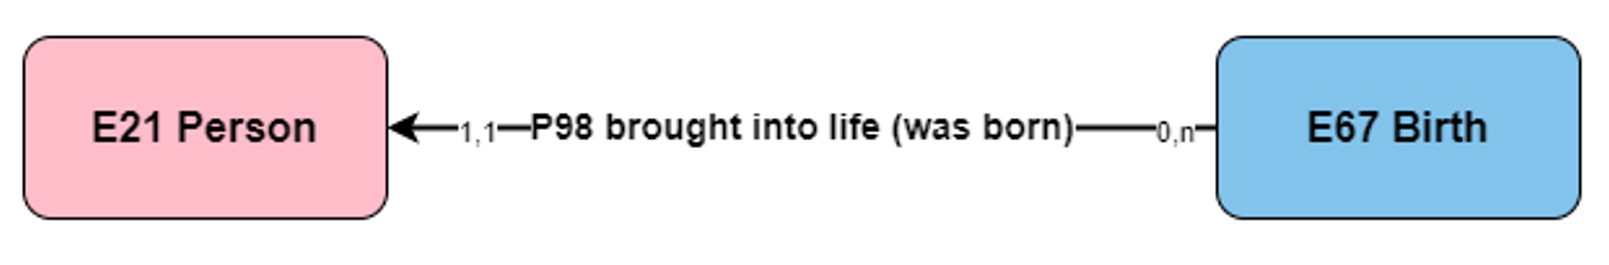 E21 Person
1,1
P98 brought into life (was born)
0,n
E67 Birth